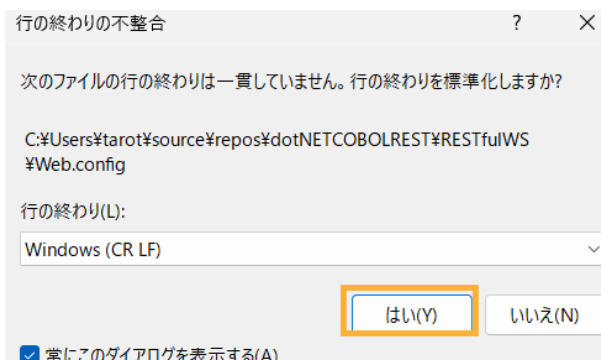 行の終わりの不整合
次のファイルの行の終わりは一貫していません。行の終わりを標準化しますか?
C:¥Users¥tarot¥source¥repos¥dotNETCOBOLREST¥RESTfulWS
¥Web.config
行の終わり(L):
Windows (CR LF)
はい(Y) いいえ(N)
常にこのダイアログを表示する(A)